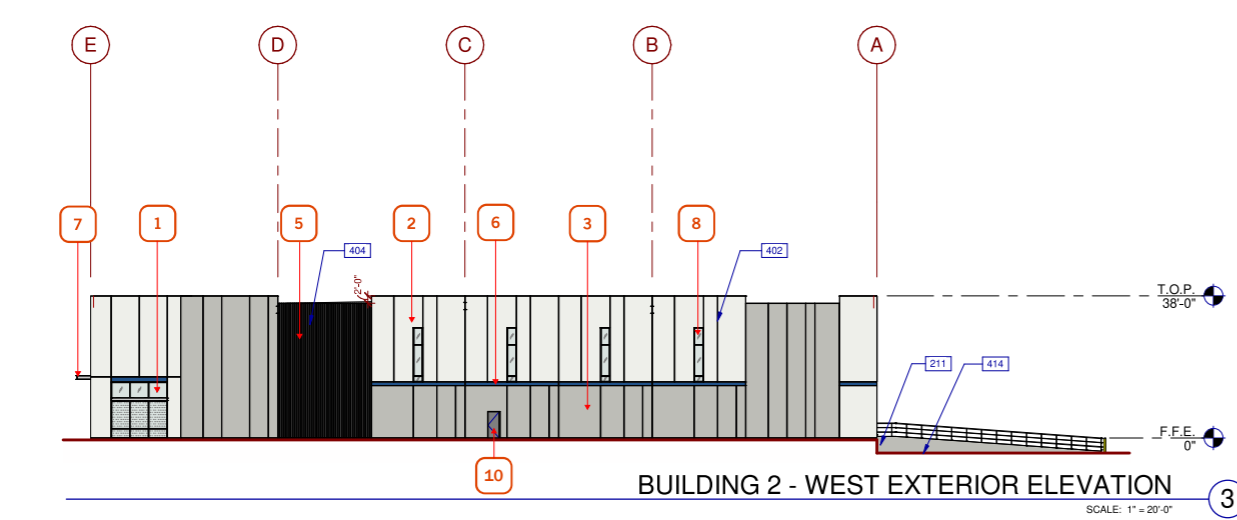 E D C B A
7 1 5 2 6 3 8
404 402
2'-0"
T.O.P.
38'-0"
211 414
F.F.E.
0"
10
BUILDING 2 - WEST EXTERIOR ELEVATION
3
SCALE: 1" = 20'-0"